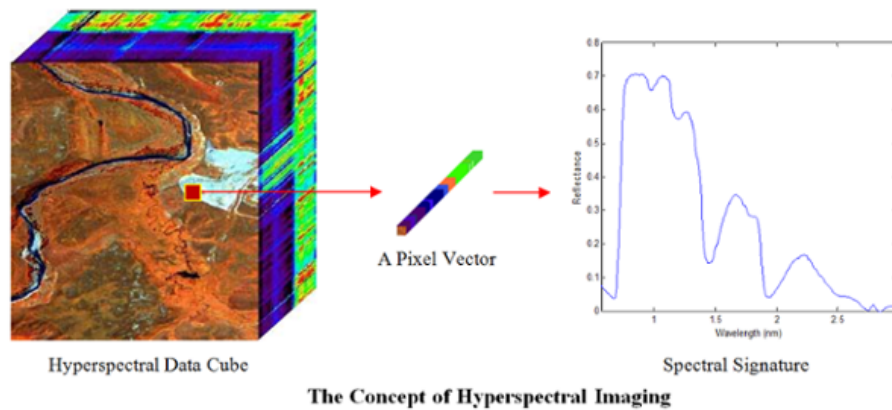 0.8
0.7
0.6
0.5
0.4
0.3
0.2
0.1
0
Reflectance
1
1.5
2
2.5
Wavelength (nm)
A Pixel Vector
Hyperspectral Data Cube
Spectral Signature
The Concept of Hyperspectral Imaging